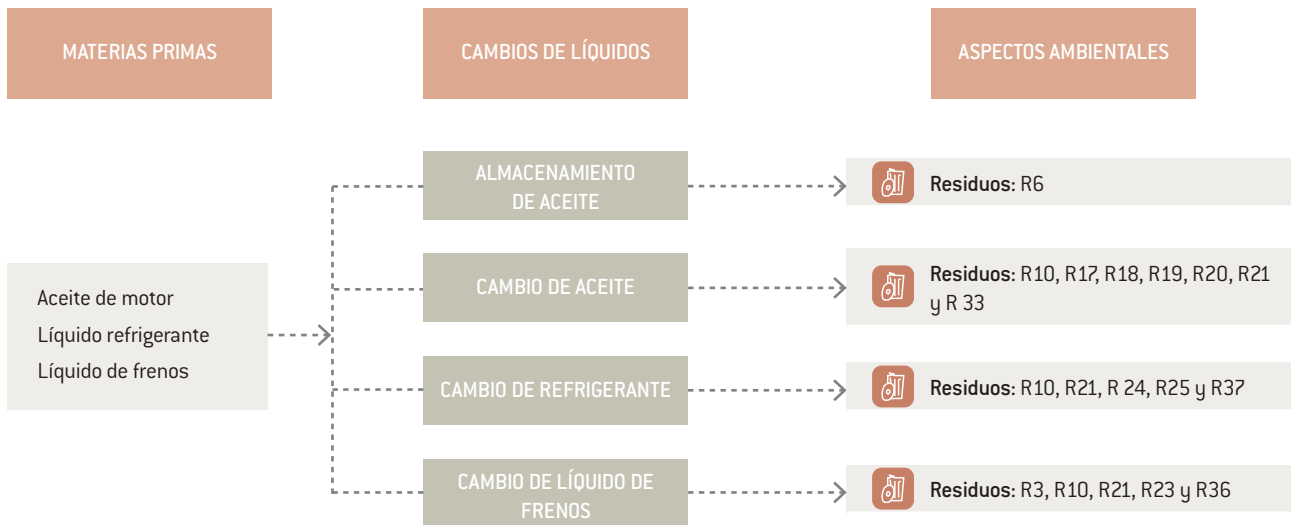 MATERIAS PRIMAS
CAMBIOS DE LÍQUIDOS
ASPECTOS AMBIENTALES
Aceite de motor
Líquido refrigerante
Líquido de frenos
ALMACENAMIENTO
DE ACEITE
Residuos: R6
CAMBIO DE ACEITE
Residuos: R10, R17, R18, R19, R20, R21
y R 33
CAMBIO DE REFRIGERANTE
Residuos: R10, R21, R 24, R25 y R37
CAMBIO DE LÍQUIDO DE
FRENOS
Residuos: R3, R10, R21, R23 y R36